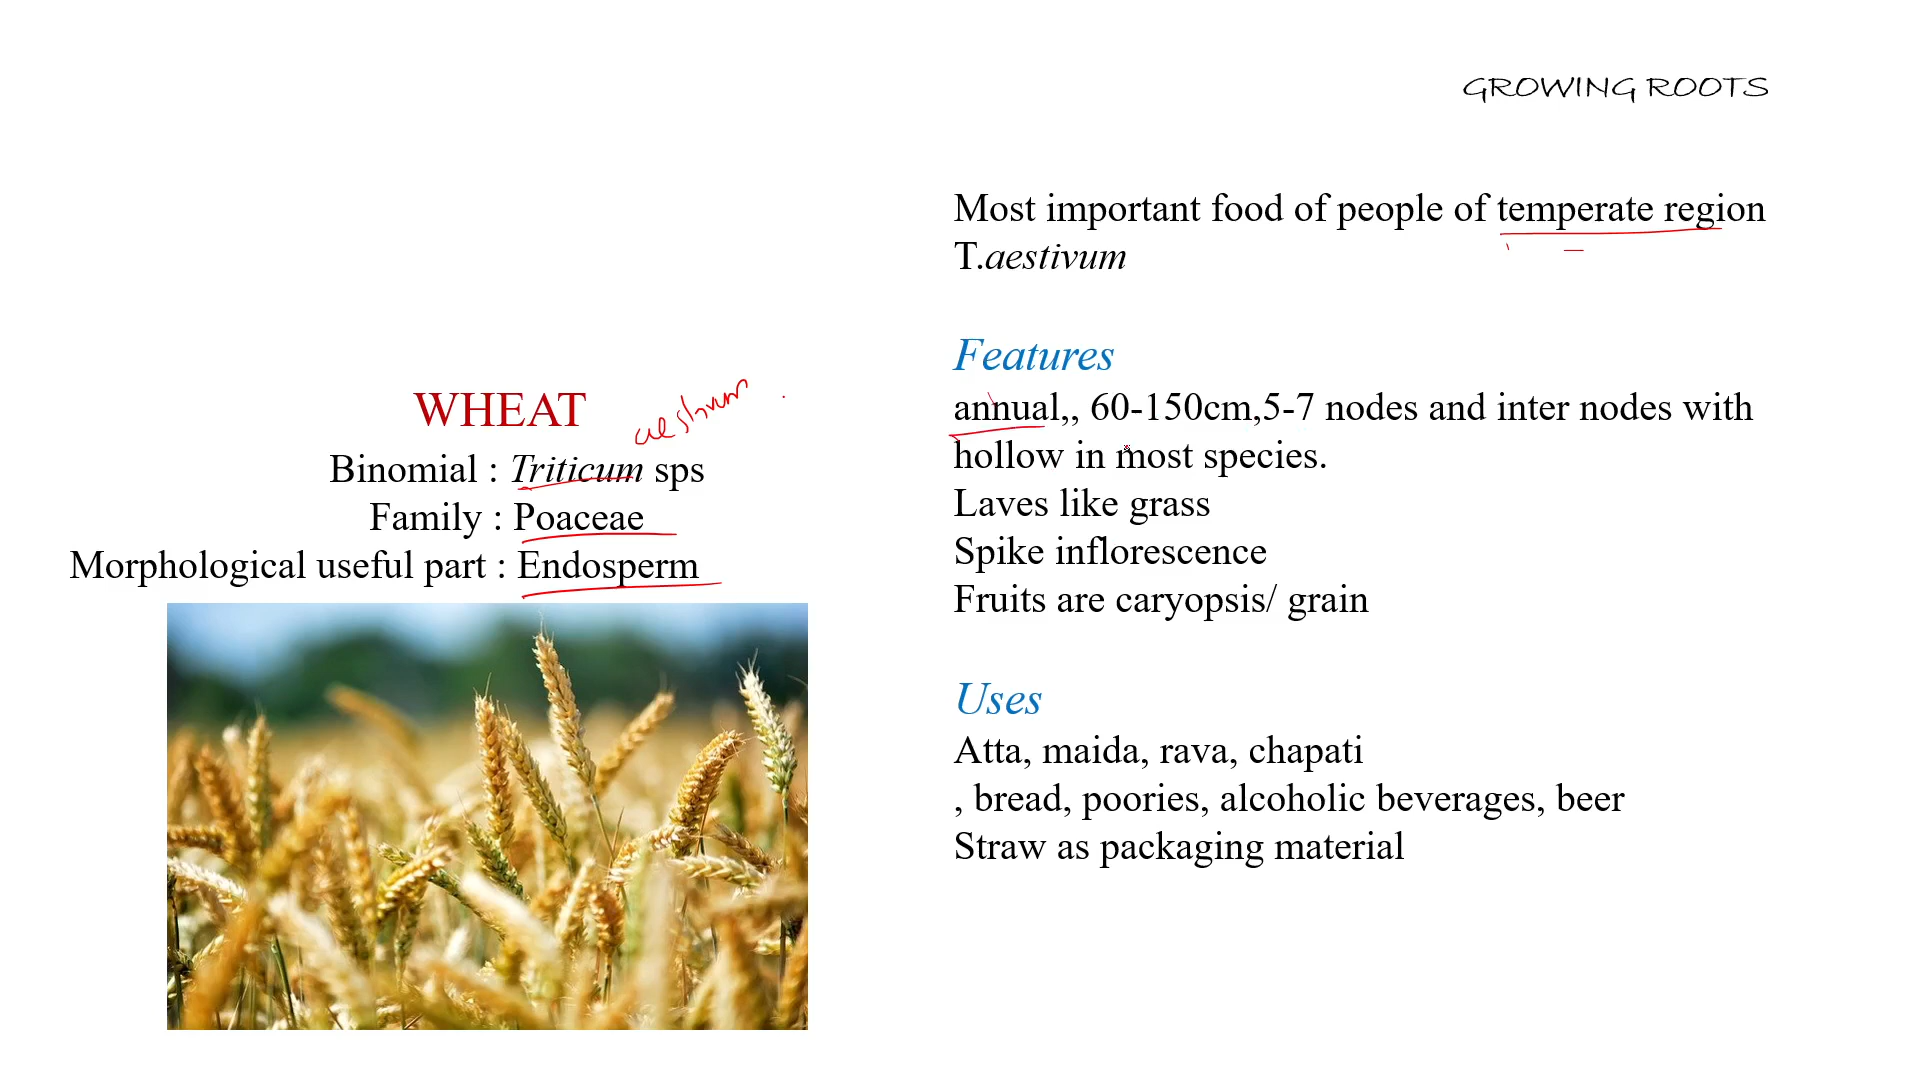 GROWING ROOTS
WHEAT
aestivum
Binomial : Triticum sps
Family : Poaceae
Morphological useful part : Endosperm
Most important food of people of temperate region
T.aestivum
Features
annual,, 60-150cm,5-7 nodes and inter nodes with
hollow in most species.
Laves like grass
Spike inflorescence
Fruits are caryopsis/ grain
Uses
Atta, maida, rava, chapati
, bread, poories, alcoholic beverages, beer
Straw as packaging material